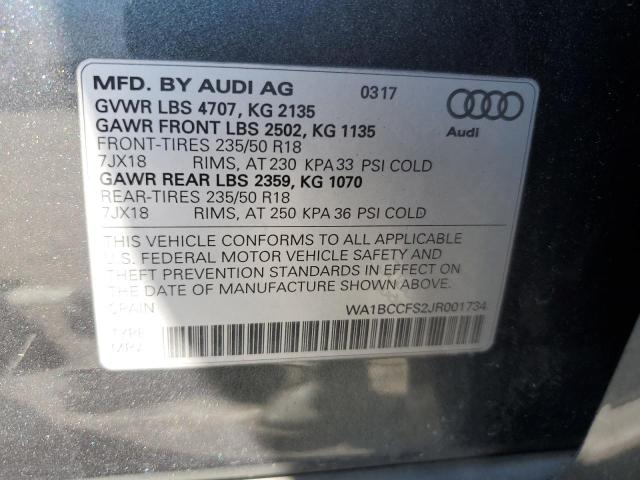 MFD. BY AUDI AG 0317
GVWR LBS 4707, KG 2135
GAWR FRONT LBS 2502, KG 1135
FRONT-TIRES 235/50 R18
7JX18 RIMS, AT 230 KPA 33 PSI COLD
GAWR REAR LBS 2359, KG 1070
REAR-TIRES 235/50 R18
7JX18 RIMS, AT 250 KPA 36 PSI COLD
Audi
THIS VEHICLE CONFORMS TO ALL APPLICABLE
U.S. FEDERAL MOTOR VEHICLE SAFETY AND
THEFT PREVENTION STANDARDS IN EFFECT ON
THE DATE OF MANUFACTURE SHOWN ABOVE.
SPAIN WA1BCCFS2JR001734
TYPE
MPV